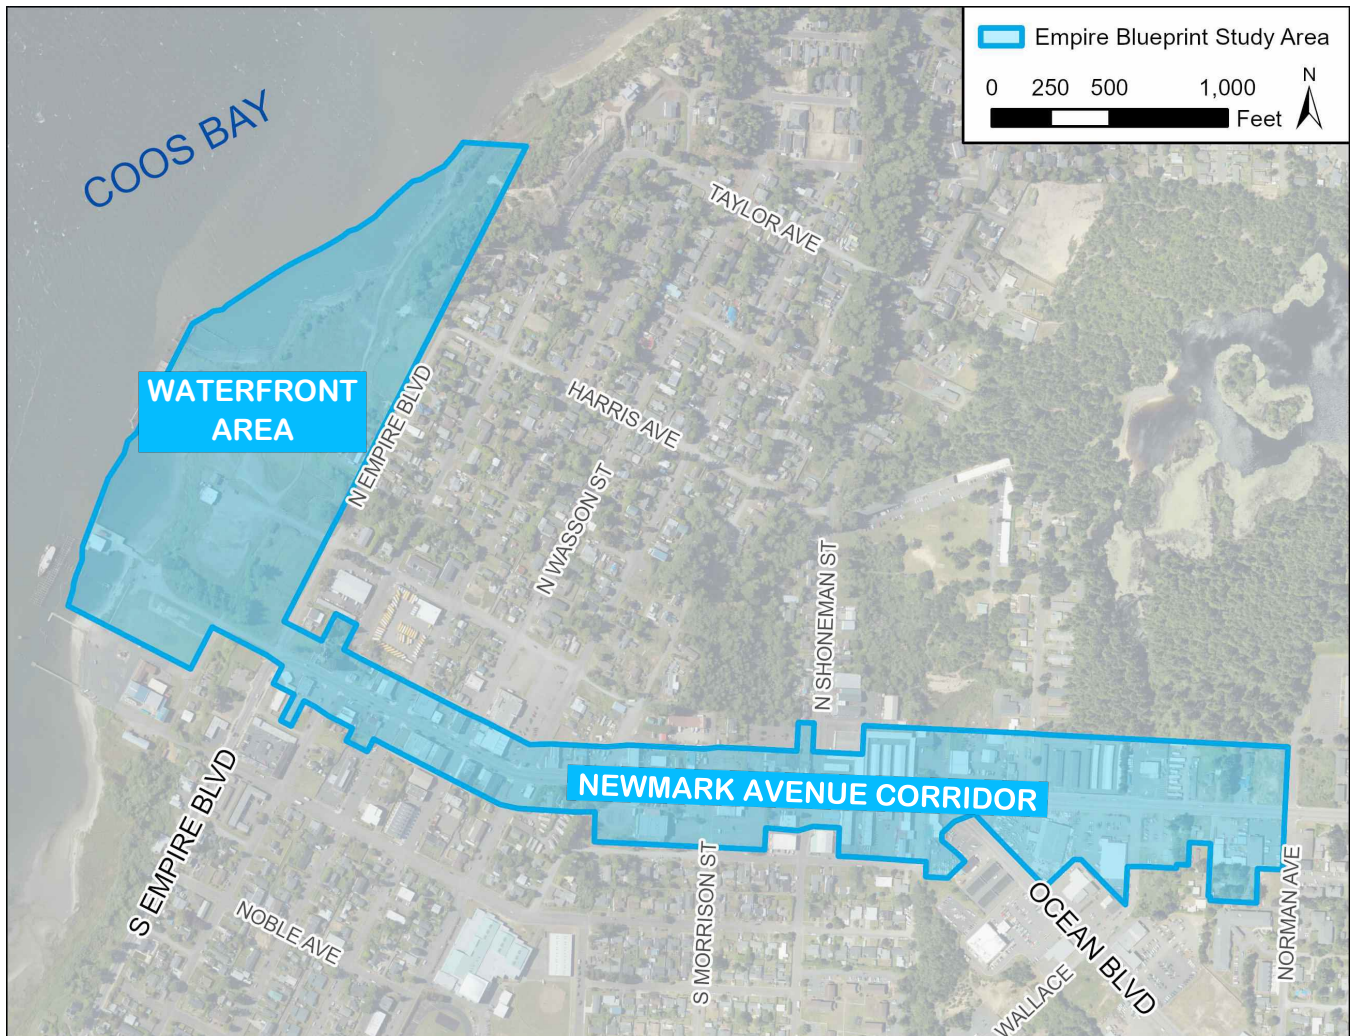 Empire Blueprint Study Area
0 250 500 1,000
Feet
N
COOS BAY
TAYLOR AVE
WATERFRONT
AREA
N EMPIRE BLVD
HARRIS AVE
N WASSON ST
N SHONEMAN ST
NEWMARK AVENUE CORRIDOR
S EMPIRE BLVD
NOBLE AVE
S MORRISON ST
OCEAN BLVD
NORMAN AVE
WALLACE